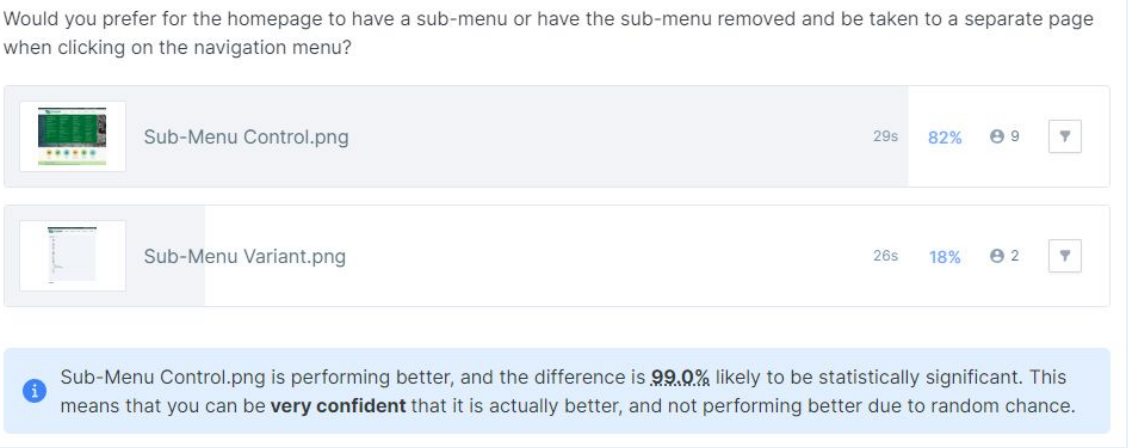 Would you prefer for the homepage to have a sub-menu or have the sub-menu removed and be taken to a separate page
when clicking on the navigation menu?
Sub-Menu Control.png 29s 82% 9
Sub-Menu Variant.png 26s 18% 2
Sub-Menu Control.png is performing better, and the difference is 99.0% likely to be statistically significant. This
means that you can be very confident that it is actually better, and not performing better due to random chance.